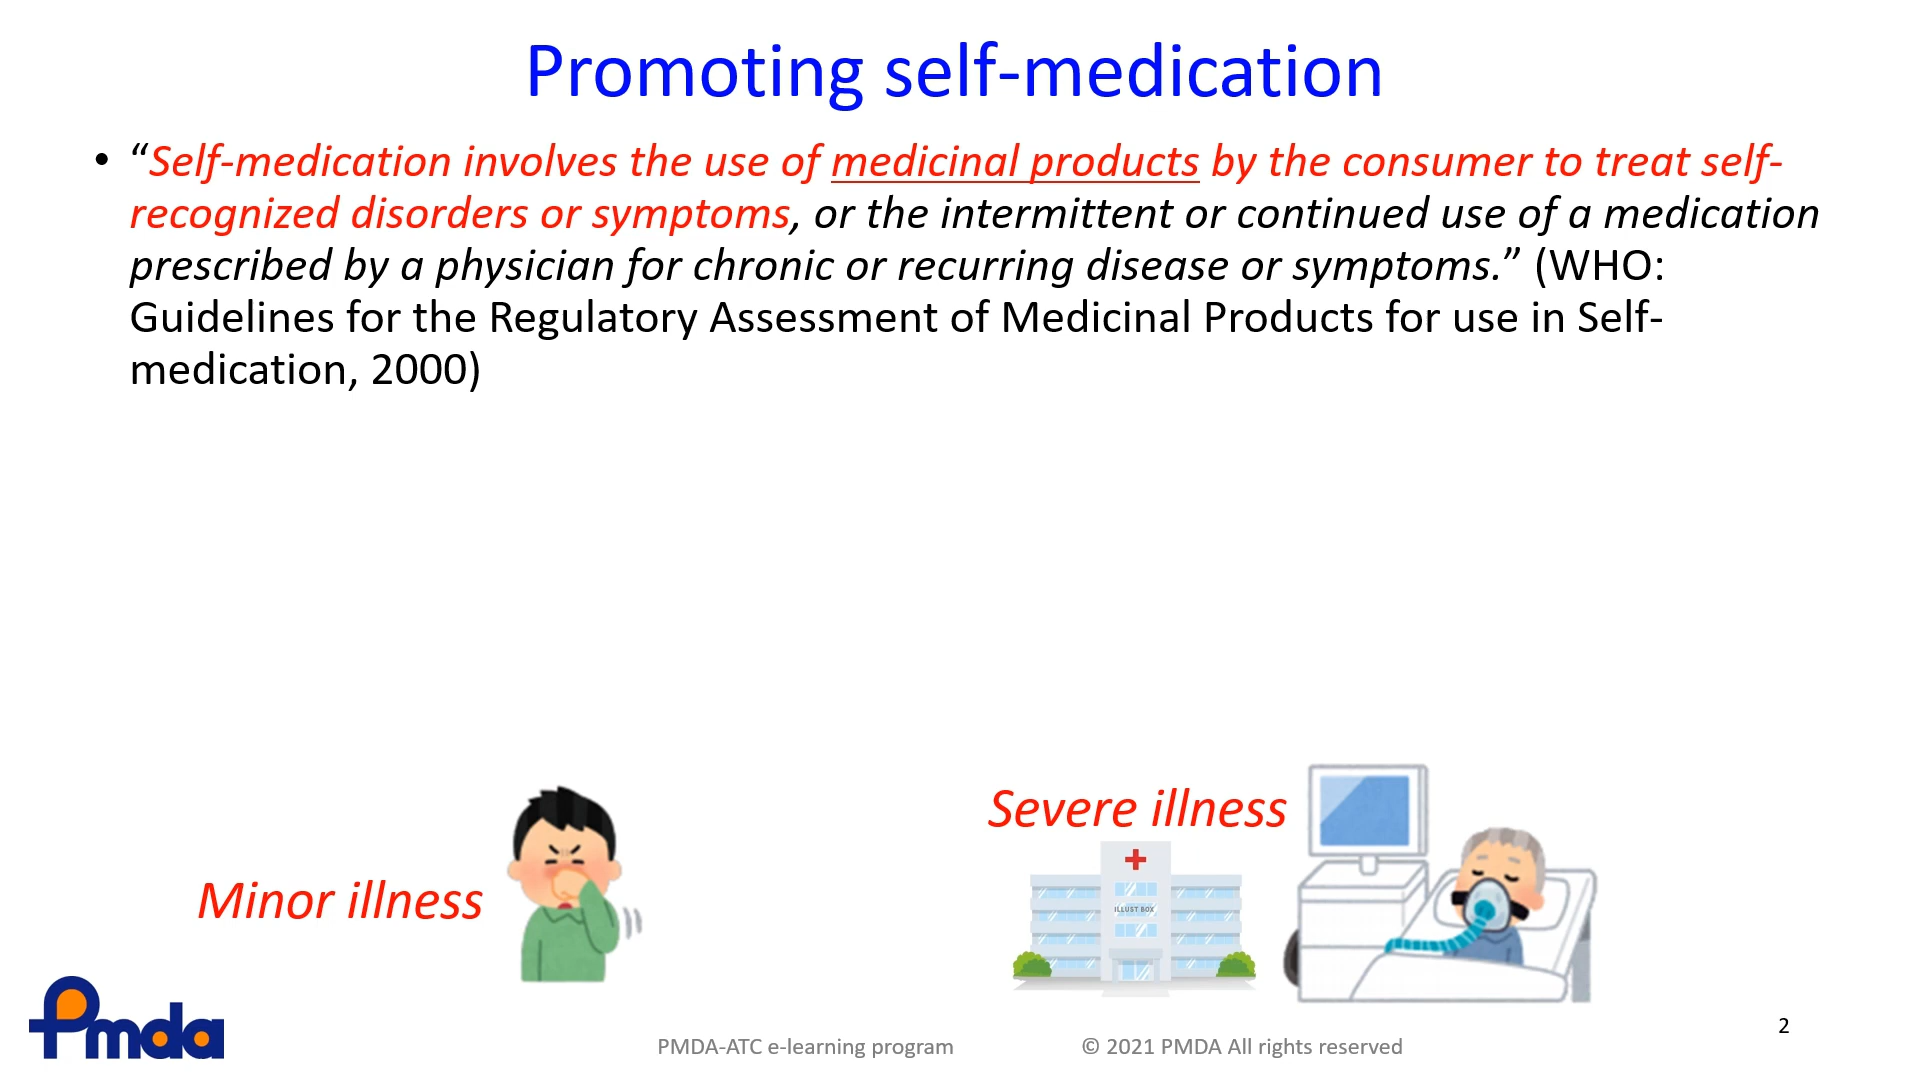 Promoting self-medication
• “Self-medication involves the use of medicinal products by the consumer to treat self-
recognized disorders or symptoms, or the intermittent or continued use of a medication
prescribed by a physician for chronic or recurring disease or symptoms.” (WHO:
Guidelines for the Regulatory Assessment of Medicinal Products for use in Self-
medication, 2000)
Severe illness
Minor illness
ILLUST BOX
Pmda
PMDA-ATC e-learning program
© 2021 PMDA All rights reserved
2